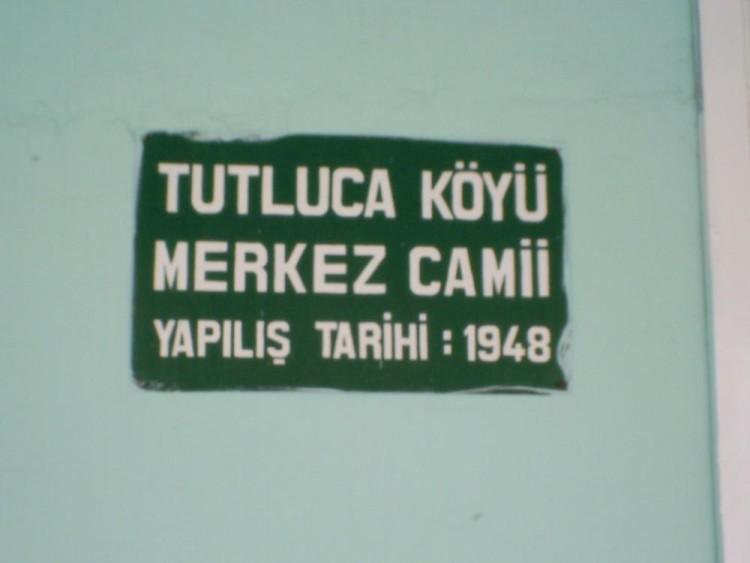 TUTLUCA KÖYÜ
MERKEZ CAMİİ
YAPILIŞ TARİHİ : 1948